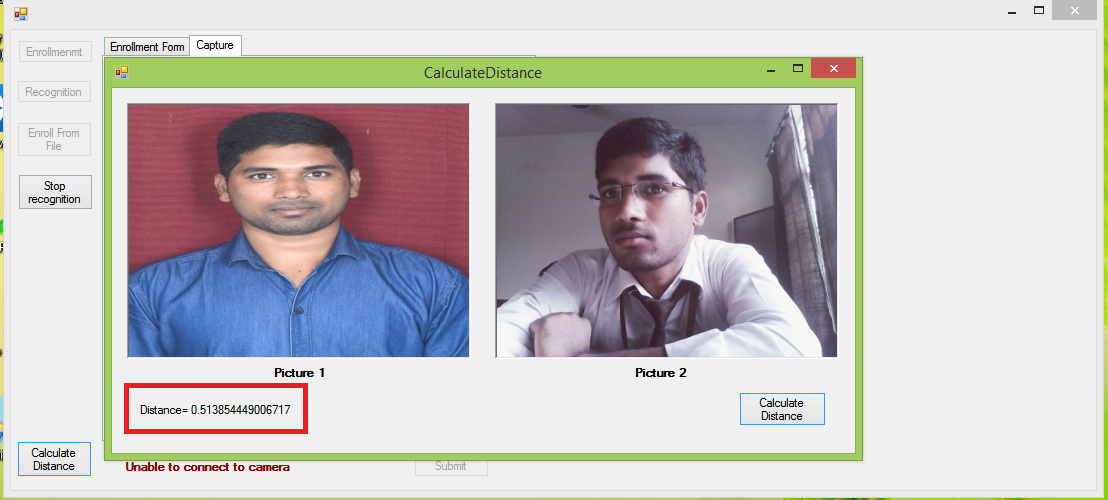 Enrollmenmt
Recognition
Enroll From
File
Stop
recognition
Calculate
Distance
Enrollment Form
Capture
CalculateDistance
Picture 1
Picture 2
Distance= 0.513854449006717
Calculate
Distance
Unable to connect to camera
Submit